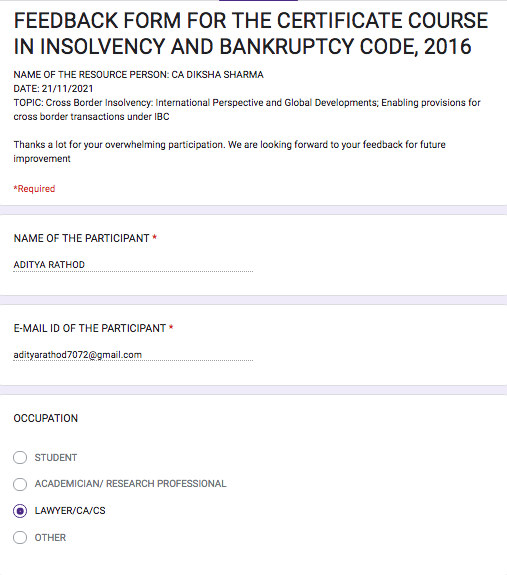 FEEDBACK FORM FOR THE CERTIFICATE COURSE
IN INSOLVENCY AND BANKRUPTCY CODE, 2016
NAME OF THE RESOURCE PERSON: CA DIKSHA SHARMA
DATE: 21/11/2021
TOPIC: Cross Border Insolvency: International Perspective and Global Developments; Enabling provisions for
cross border transactions under IBC
Thanks a lot for your overwhelming participation. We are looking forward to your feedback for future
improvement
*Required
NAME OF THE PARTICIPANT *
ADITYA RATHOD
E-MAIL ID OF THE PARTICIPANT *
adityarathod7072@gmail.com
OCCUPATION
STUDENT
ACADEMICIAN/ RESEARCH PROFESSIONAL
LAWYER/CA/CS
OTHER